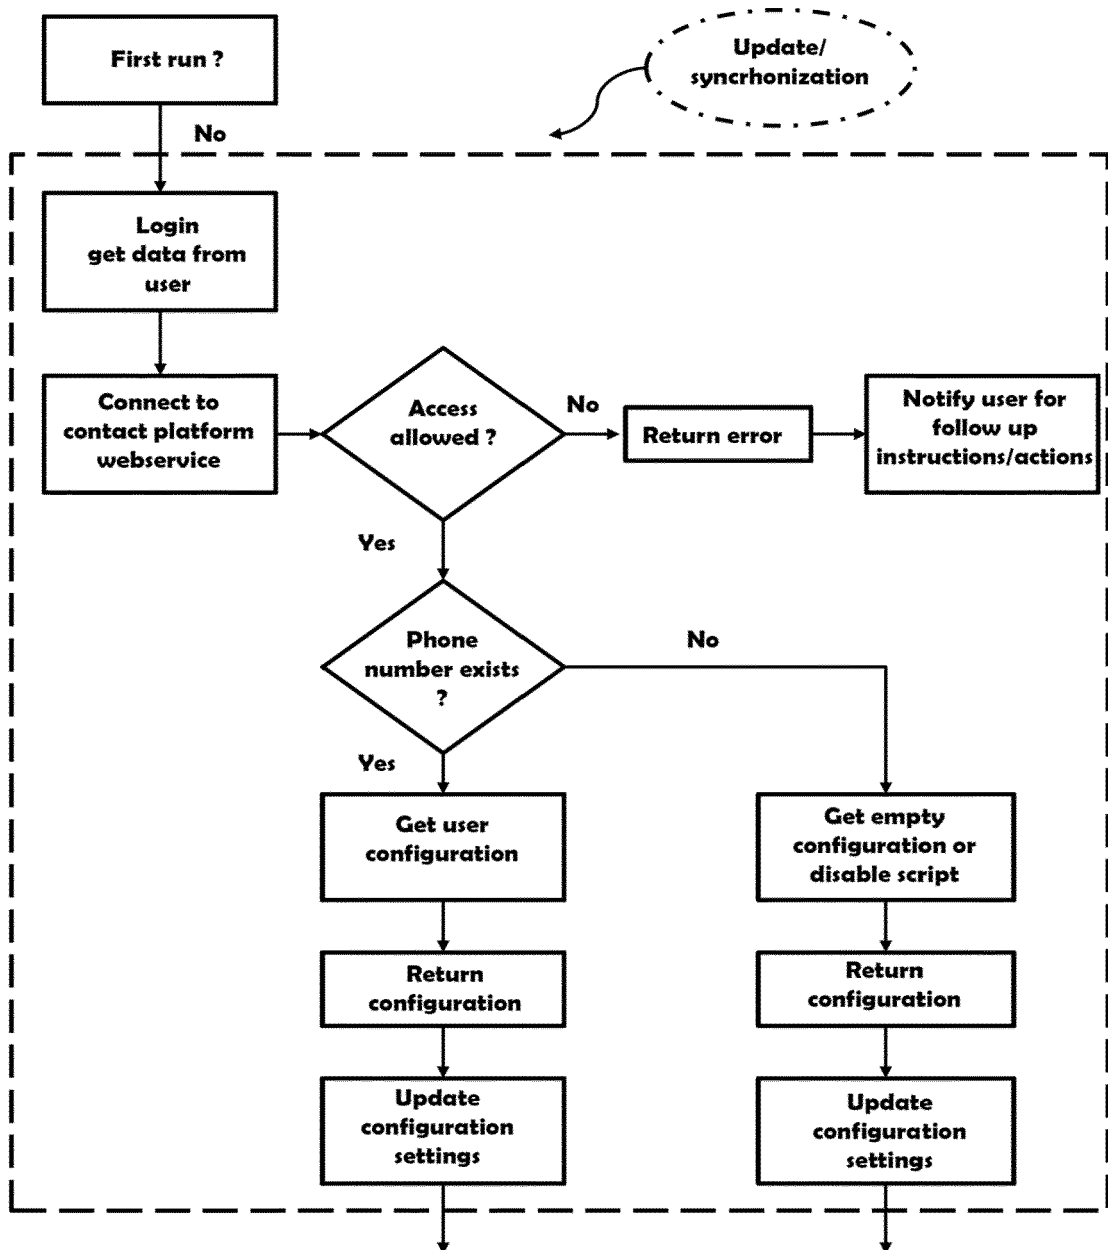 First run ?
Update/
syncrhonization
No
Login
get data from
user
Connect to
contact platform
webservice
Access
allowed ?
No
Return error
Notify user for
follow up
instructions/actions
Yes
Phone
number exists
?
No
Yes
Get user
configuration
Get empty
configuration or
disable script
Return
configuration
Return
configuration
Update
configuration
settings
Update
configuration
settings